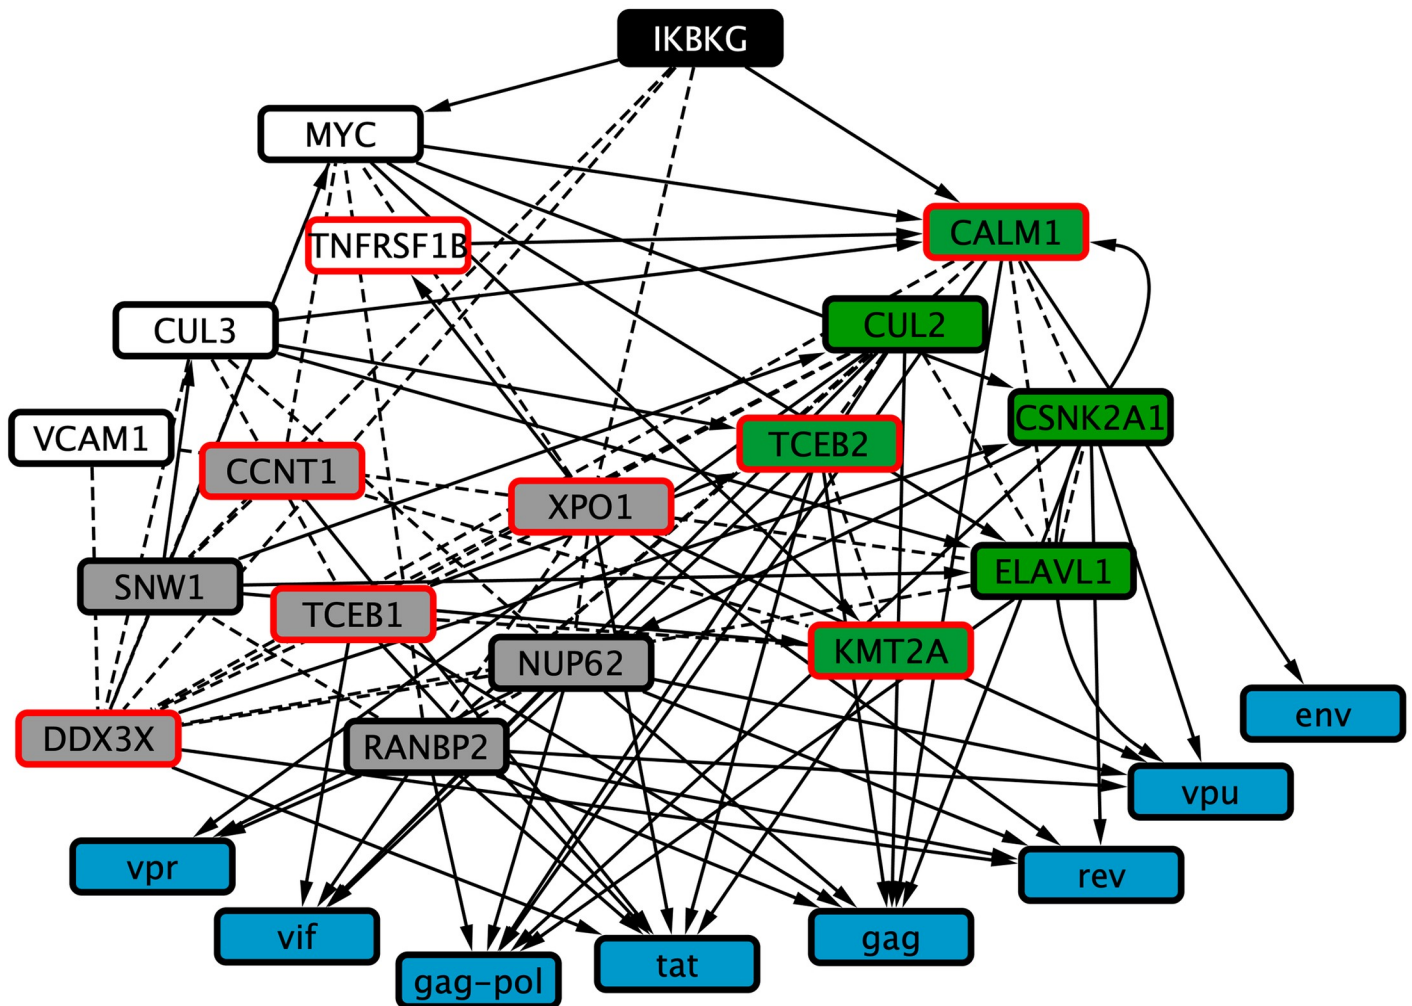 IKBKG
MYC
TNFRSF1B
CALM1
CUL3
CUL2
VCAM1
CCNT1
TCEB2
CSNK2A1
XPO1
SNW1
TCEB1
ELAVL1
NUP62
KMT2A
DDX3X
RANBP2
env
vpu
vpr
rev
vif
gag
gag-pol
tat